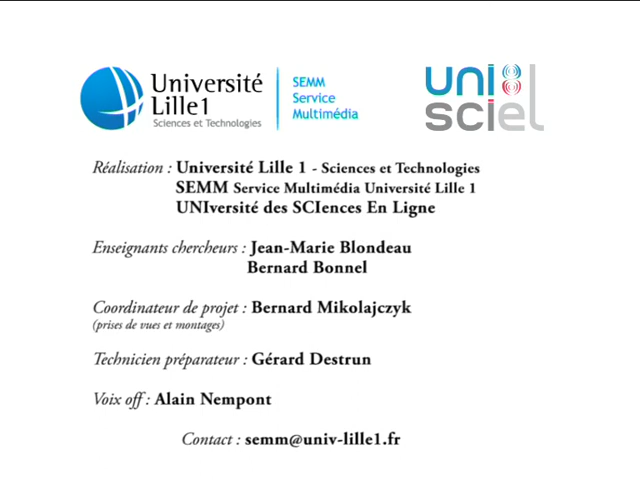 Université
Lille1
Sciences et Technologies
SEMM
Service
Multimédia
uni
sciel
Réalisation : Université Lille 1 - Sciences et Technologies
SEMM Service Multimédia Université Lille 1
UNIversité des SCIences En Ligne
Enseignants chercheurs : Jean-Marie Blondeau
Bernard Bonnel
Coordinateur de projet : Bernard Mikolajczyk
(prises de vues et montages)
Technicien préparateur : Gérard Destrun
Voix off : Alain Nempont
Contact : semm@univ-lille1.fr